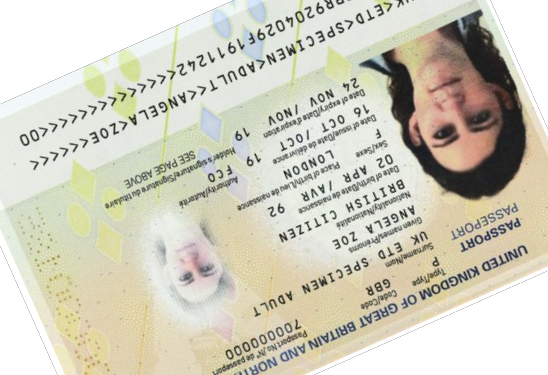 UNITED KINGDOM OF GREAT BRITAIN AND NORTH
PASSPORT
PASSEPORT
Type/Type
Code/Code
Passport No./Nº de passeport
P
GBR
700000000
Surname/Nom
UK ETD SPECIMEN ADULT
Given names/Prénoms
ANGELA ZOE
Nationality/Nationalité
BRITISH CITIZEN
Date of birth/Date de naissance
02 APR /AVR 92
Sex/Sexe
Place of birth/Lieu de naissance
F
LONDON
Date of issue/Date de délivrance
Authority/Autorité
16 OCT /OCT 19
FCO
Date of expiry/Date d'expiration
Holder's signature/Signature du titulaire
24 NOV /NOV 19
SEE PAGE ABOVE
UK<ETD<SPECIMEN<ADULT<<ANGELA<ZOE<<<<<<
BR9204029F1911242<<<<<<<<<<<<<<00